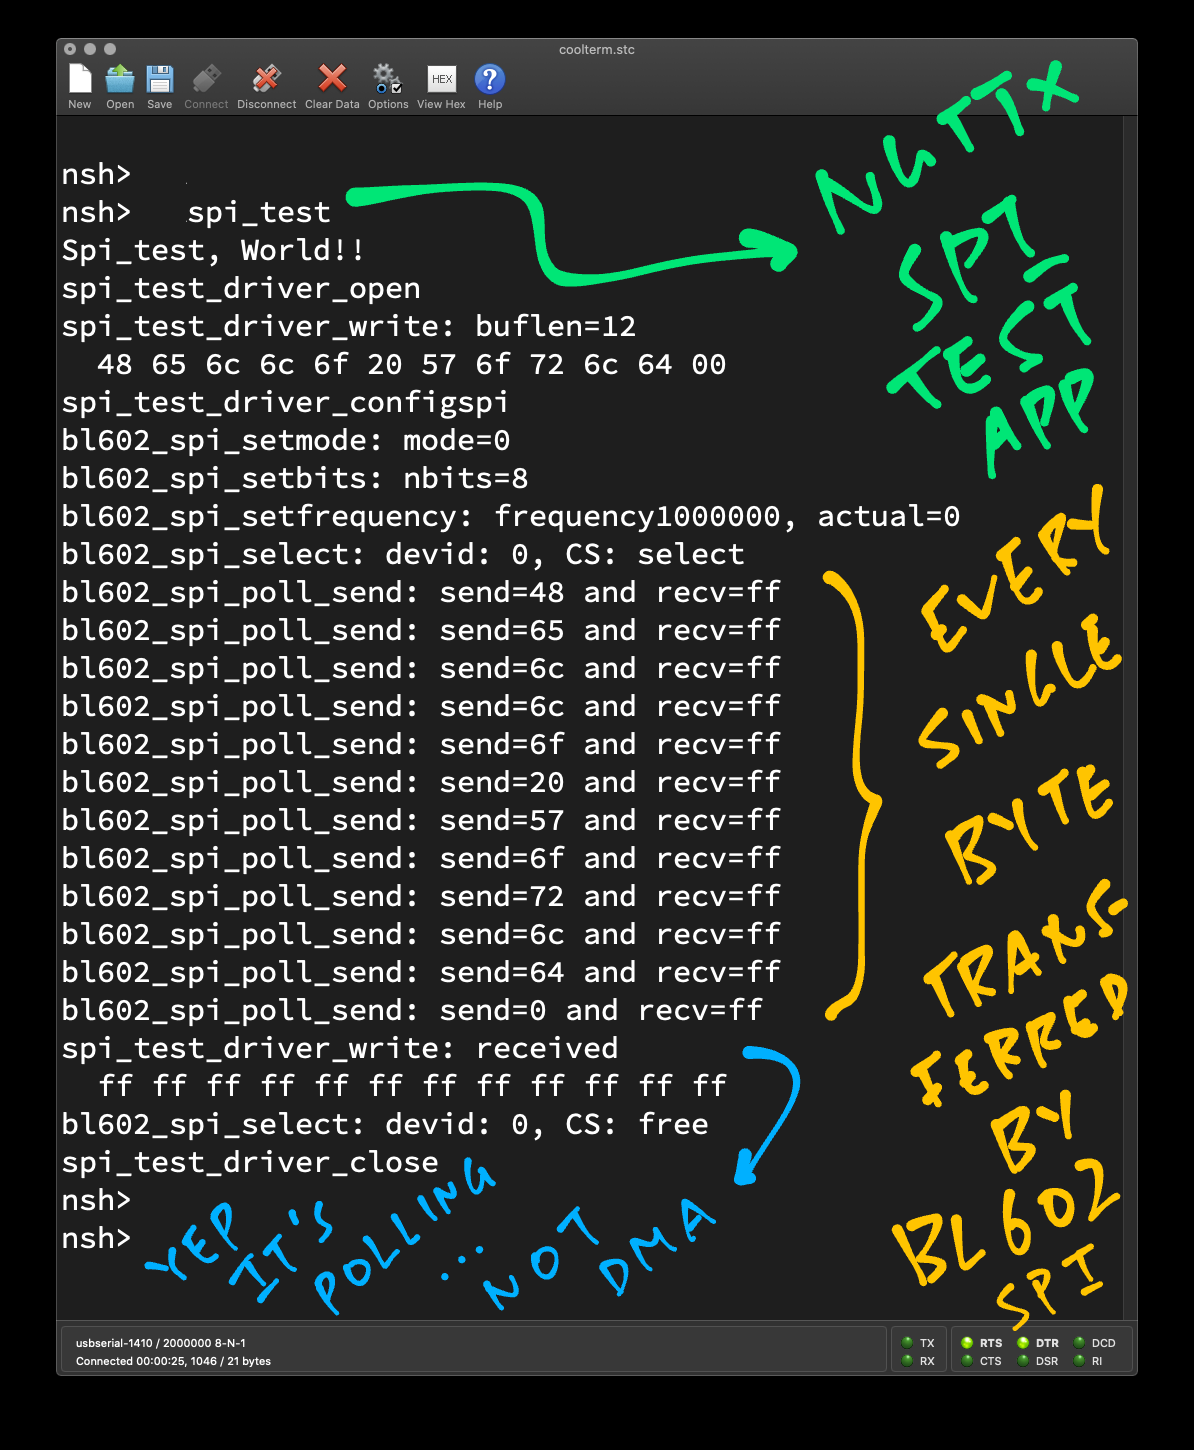 coolterm.stc
New Open Save Connect Disconnect Clear Data Options HEX View Hex ? Help
nsh>
nsh> spi_test
Spi_test, World!!
spi_test_driver_open
spi_test_driver_write: buflen=12
48 65 6c 6c 6f 20 57 6f 72 6c 64 00
spi_test_driver_configspi
bl602_spi_setmode: mode=0
bl602_spi_setbits: nbits=8
bl602_spi_setfrequency: frequency1000000, actual=0
bl602_spi_select: devid: 0, CS: select
bl602_spi_poll_send: send=48 and recv=ff
bl602_spi_poll_send: send=65 and recv=ff
bl602_spi_poll_send: send=6c and recv=ff
bl602_spi_poll_send: send=6c and recv=ff
bl602_spi_poll_send: send=6f and recv=ff
bl602_spi_poll_send: send=20 and recv=ff
bl602_spi_poll_send: send=57 and recv=ff
bl602_spi_poll_send: send=6f and recv=ff
bl602_spi_poll_send: send=72 and recv=ff
bl602_spi_poll_send: send=6c and recv=ff
bl602_spi_poll_send: send=64 and recv=ff
bl602_spi_poll_send: send=0 and recv=ff
spi_test_driver_write: received
ff ff ff ff ff ff ff ff ff ff ff ff
bl602_spi_select: devid: 0, CS: free
spi_test_driver_close
nsh>
nsh>
NUTTX
SPI
TEST
APP
EVERY
SINGLE
BYTE
TRANS-
FERRED
BY
BL602
SPI
YEP
IT'S
POLLING
...
NOT
DMA
usbserial-1410 / 2000000 8-N-1
Connected 00:00:25, 1046 / 21 bytes
TX RTS DTR DCD
RX CTS DSR RI